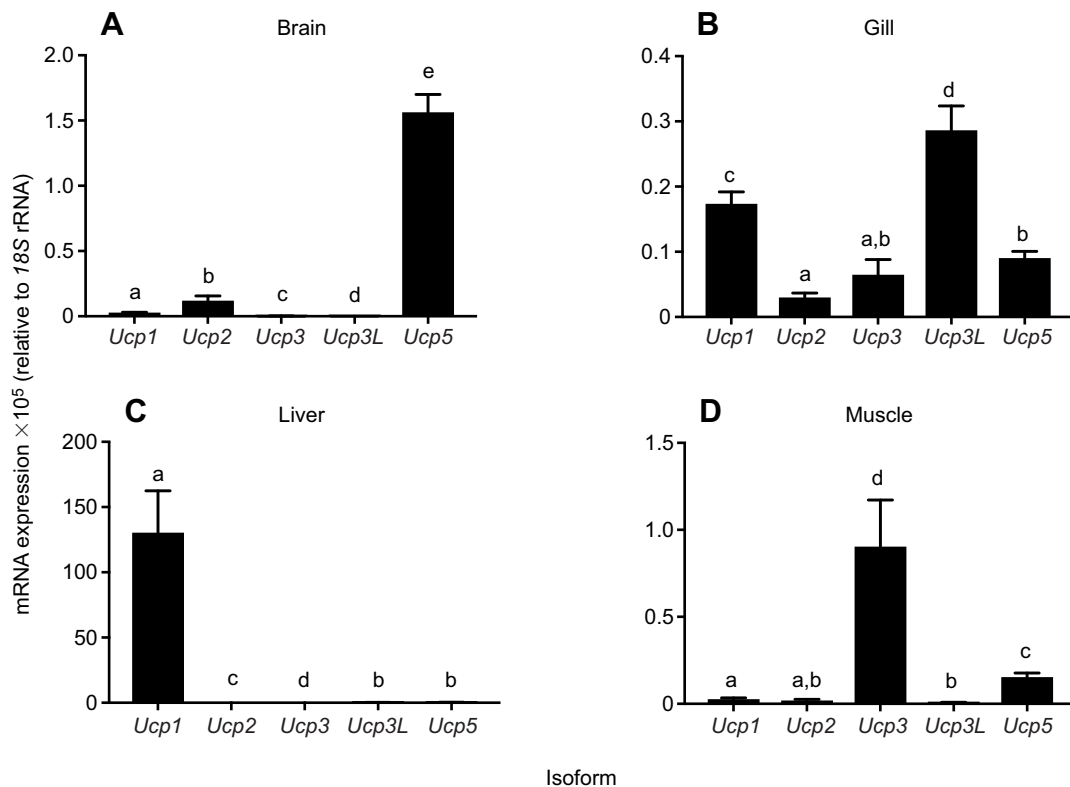 A
Brain
2.0
e
1.5
1.0
0.5
b
a
c
d
0
Ucp1 Ucp2 Ucp3 Ucp3L Ucp5
B
Gill
0.4
d
0.3
c
0.2
a,b
b
0.1
a
0
Ucp1 Ucp2 Ucp3 Ucp3L Ucp5
mRNA expression ×10⁵ (relative to 18S rRNA)
C
Liver
200
a
150
100
50
c d b b
0
Ucp1 Ucp2 Ucp3 Ucp3L Ucp5
D
Muscle
1.5
d
1.0
0.5
c
a a,b b
0
Ucp1 Ucp2 Ucp3 Ucp3L Ucp5
Isoform